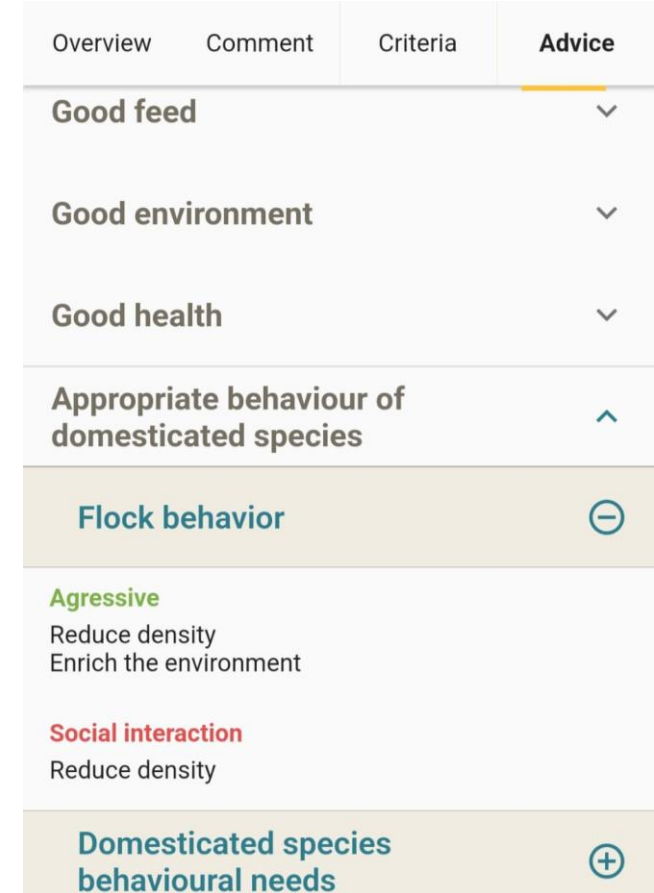 Overview Comment Criteria Advice
Good feed
Good environment
Good health
Appropriate behaviour of
domesticated species
Flock behavior
Agressive
Reduce density
Enrich the environment
Social interaction
Reduce density
Domesticated species
behavioural needs